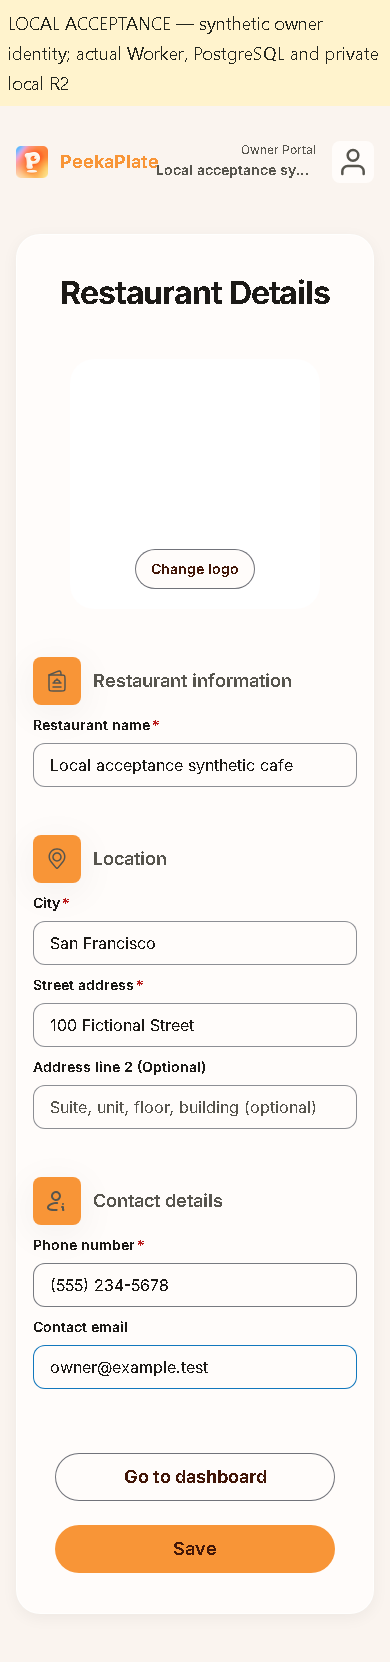 LOCAL ACCEPTANCE — synthetic owner
identity; actual Worker, PostgreSQL and private
local R2
Owner Portal
PeekaPlate
Local acceptance sy...
Restaurant Details
Change logo
Restaurant information
Restaurant name*
Local acceptance synthetic cafe
Location
City*
San Francisco
Street address*
100 Fictional Street
Address line 2 (Optional)
Suite, unit, floor, building (optional)
Contact details
Phone number*
(555) 234-5678
Contact email
owner@example.test
Go to dashboard
Save